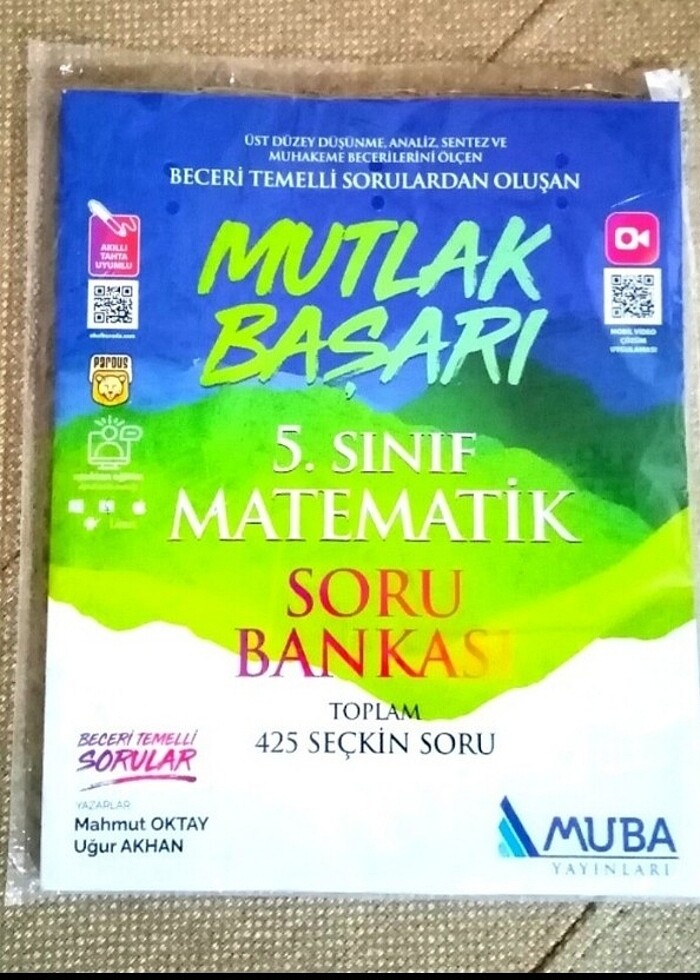 ÜST DÜZEY DÜŞÜNME, ANALİZ, SENTEZ VE
MUHAKEME BECERİLERİNİ ÖLÇEN
BECERİ TEMELLİ SORULARDAN OLUŞAN
MUTLAK
BAŞARI
AKILLI
TAHTA
UYUMLU
MOBİL VİDEO
ÇÖZÜM
UYGULAMASI
Parous
5. SINIF
MATEMATİK
SORU
BANKASI
TOPLAM
425 SEÇKİN SORU
BECERİ TEMELLİ
SORULAR
YAZARLAR
Mahmut OKTAY
Uğur AKHAN
MUBA
YAYINLARI